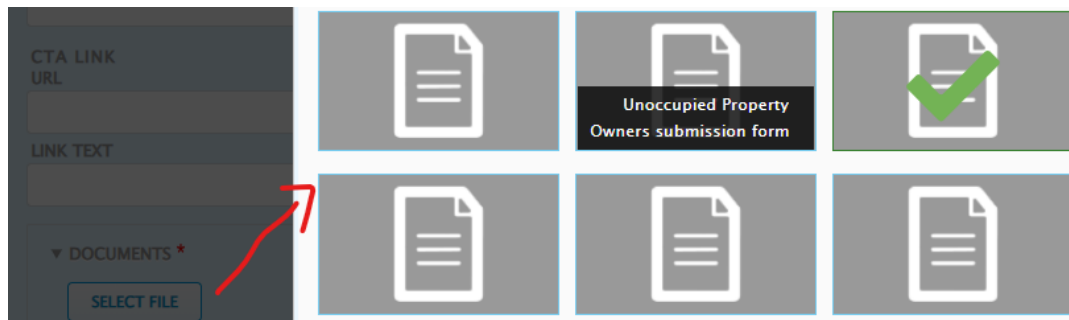 CTA LINK
URL
LINK TEXT
▼ DOCUMENTS *
SELECT FILE
Unoccupied Property
Owners submission form